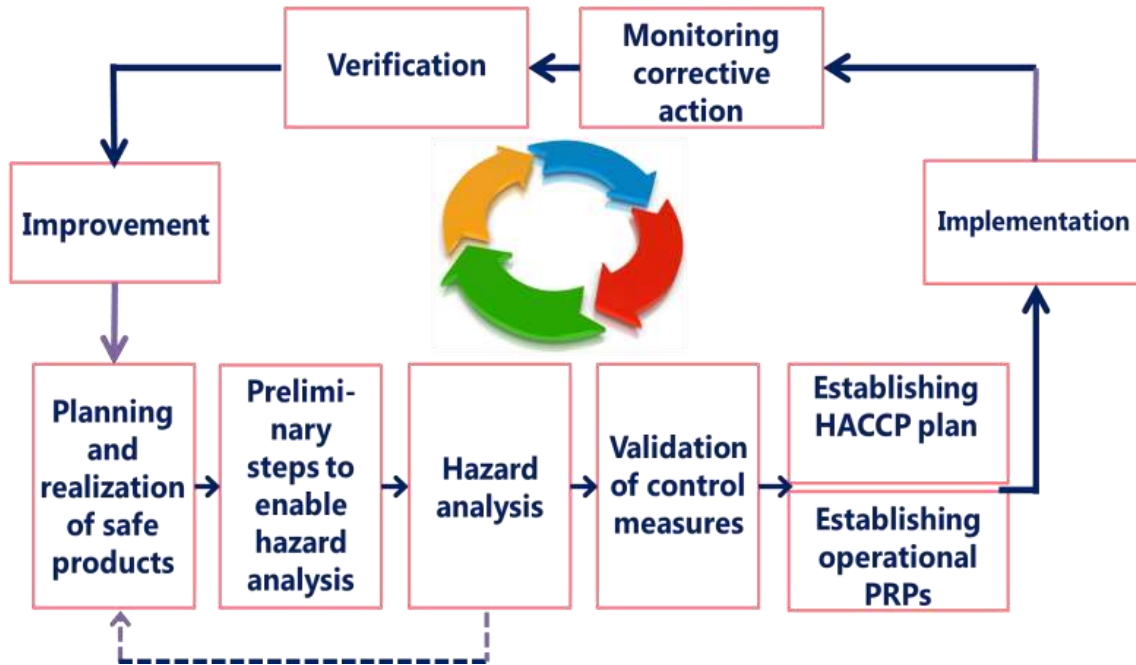 Verification
Monitoring
corrective
action
Improvement
Implementation
Planning
and
realization
of safe
products
Prelimi-
nary
steps to
enable
hazard
analysis
Hazard
analysis
Validation
of control
measures
Establishing
HACCP plan
Establishing
operational
PRPs